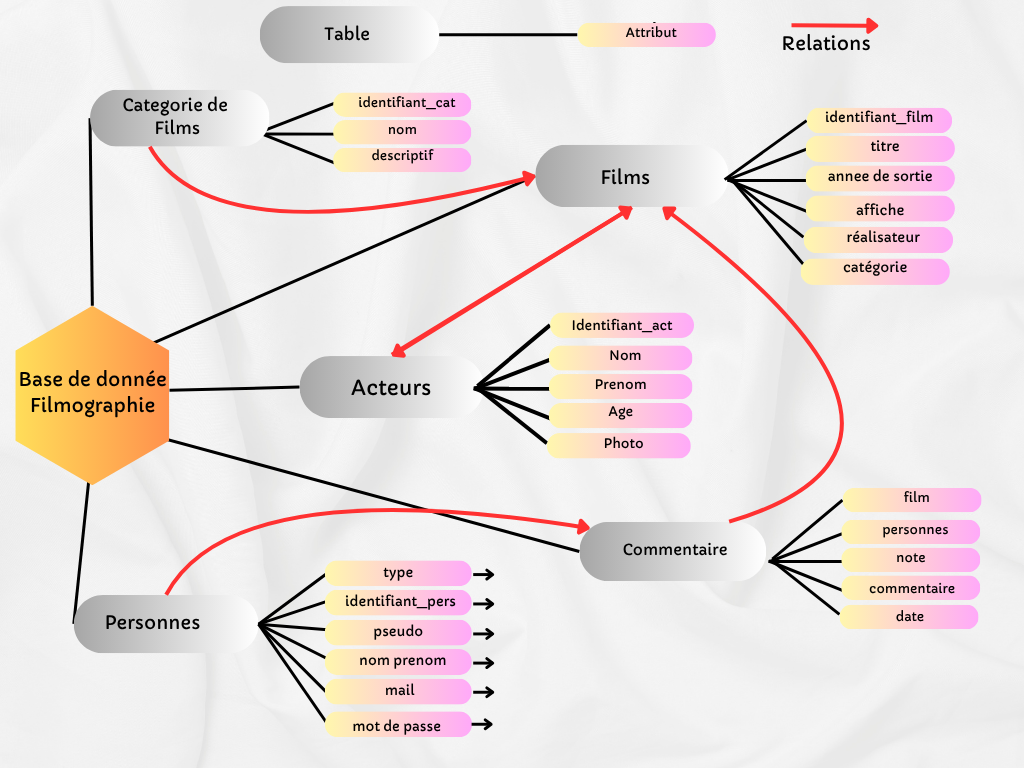 Table
Attribut
Relations
Categorie de
Films
identifiant_cat
nom
descriptif
Films
identifiant_film
titre
annee de sortie
affiche
réalisateur
catégorie
Base de donnée
Filmographie
Acteurs
Identifiant_act
Nom
Prenom
Age
Photo
Commentaire
film
personnes
note
commentaire
date
Personnes
type
identifiant_pers
pseudo
nom prenom
mail
mot de passe